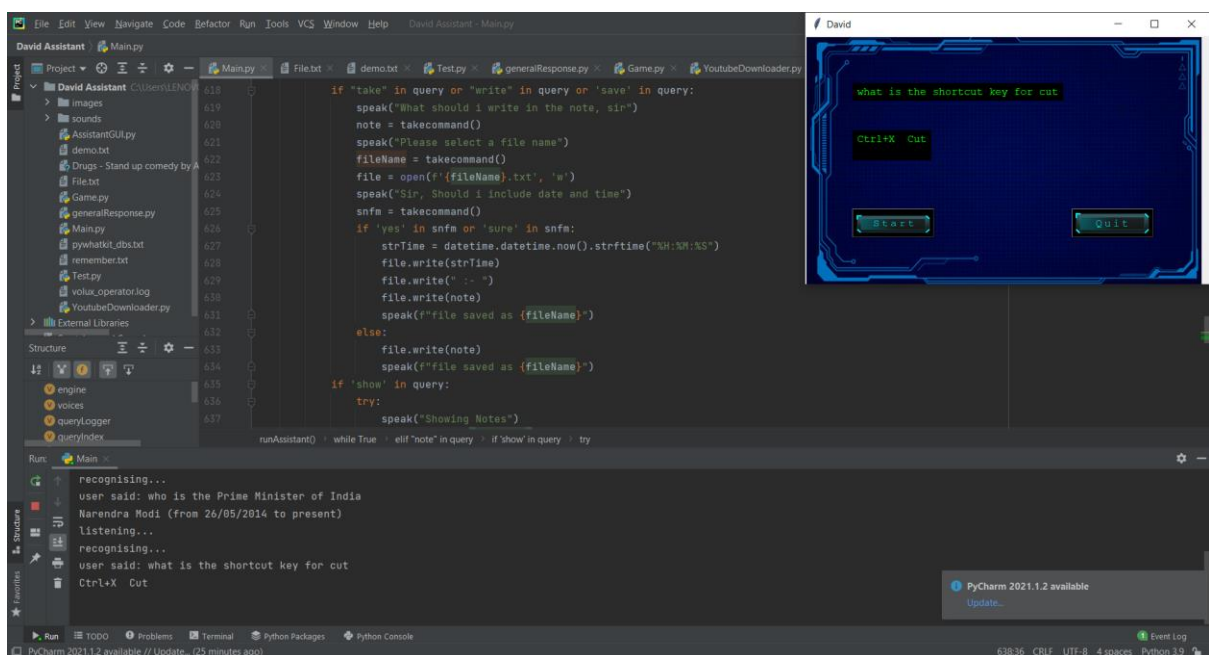 File Edit View Navigate Code Refactor Run Tools VCS Window Help David Assistant - Main.py
David Assistant Main.py
Project
Main.py File.txt demo.txt Test.py generalResponse.py Game.py YoutubeDownloader.py
David Assistant C:\Users\LENOV
images
sounds
AssistantGUI.py
demo.txt
Drugs - Stand up comedy by A
File.txt
Game.py
generalResponse.py
Main.py
pywhatkit_dbs.txt
remember.txt
Test.py
volux_operator.log
YoutubeDownloader.py
External Libraries
Structure
engine
voices
queryLogger
queryIndex
618 if "take" in query or "write" in query or 'save' in query:
619 speak("What should i write in the note, sir")
620 note = takecommand()
621 speak("Please select a file name")
622 fileName = takecommand()
623 file = open(f'{fileName}.txt', 'w')
624 speak("Sir, Should i include date and time")
625 snfm = takecommand()
626 if 'yes' in snfm or 'sure' in snfm:
627 strTime = datetime.datetime.now().strftime("%H:%M:%S")
628 file.write(strTime)
629 file.write(" :- ")
630 file.write(note)
631 speak(f"file saved as {fileName}")
632 else:
633 file.write(note)
634 speak(f"file saved as {fileName}")
635 if 'show' in query:
636 try:
637 speak("Showing Notes")
runAssistant() while True elif "note" in query if 'show' in query try
David
what is the shortcut key for cut
Ctrl+X Cut
Start Quit
Run: Main
recognising...
user said: who is the Prime Minister of India
Narendra Modi (from 26/05/2014 to present)
listening...
recognising...
user said: what is the shortcut key for cut
Ctrl+X Cut
Project
Structure
Favorites
PyCharm 2021.1.2 available
Update...
Run TODO Problems Terminal Python Packages Python Console 1 Event Log
PyCharm 2021.1.2 available // Update... (25 minutes ago) 638:36 CRLF UTF-8 4 spaces Python 3.9